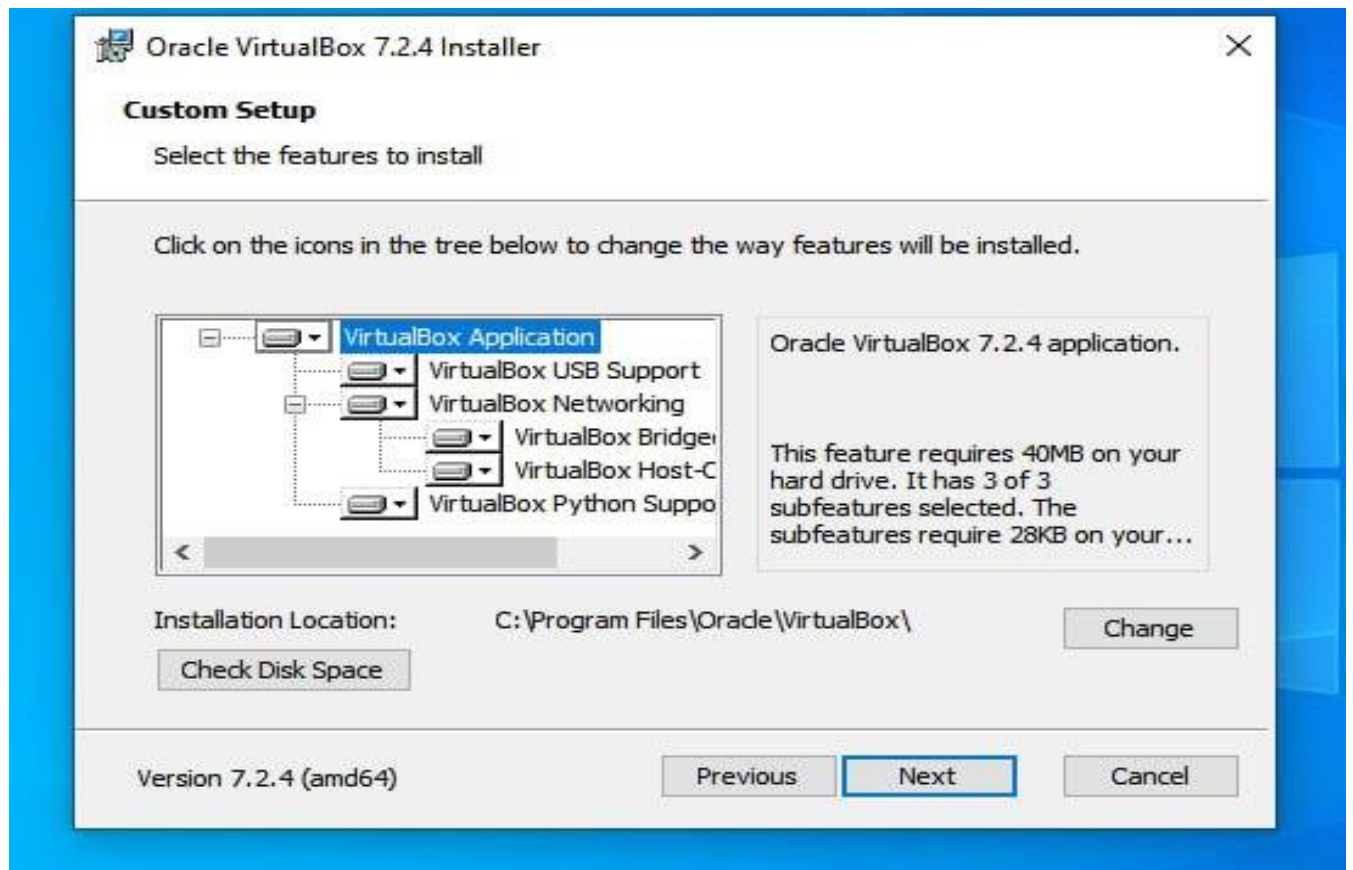 Oracle VirtualBox 7.2.4 Installer
Custom Setup
Select the features to install
Click on the icons in the tree below to change the way features will be installed.
VirtualBox Application
VirtualBox USB Support
VirtualBox Networking
VirtualBox Bridge
VirtualBox Host-C
VirtualBox Python Suppo
Oracle VirtualBox 7.2.4 application.
This feature requires 40MB on your
hard drive. It has 3 of 3
subfeatures selected. The
subfeatures require 28KB on your...
Installation Location: C:\Program Files\Oracle\VirtualBox\ Change
Check Disk Space
Version 7.2.4 (amd64) Previous Next Cancel